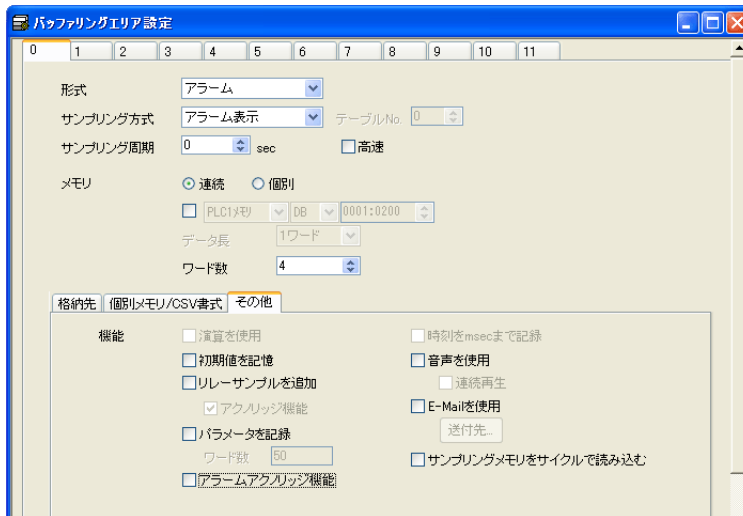 バッファリングエリア設定
0 1 2 3 4 5 6 7 8 9 10 11
形式 アラーム
サンプリング方式 アラーム表示 テーブルNo. 0
サンプリング周期 0 sec 高速
メモリ 連続 個別
PLC1メモリ DB 0001:0200
データ長 1ワード
ワード数 4
格納先 個別メモリ/CSV書式 その他
機能 演算を使用 時刻をmsecまで記録
初期値を記憶 音声を使用
リレーサンプルを追加 連続再生
アクノリッジ機能 E-Mailを使用
パラメータを記録 送付先...
ワード数 50 サンプリングメモリをサイクルで読み込む
アラームアクノリッジ機能